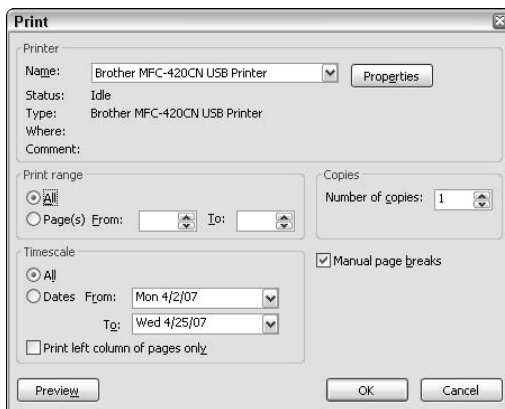 Print
Printer
Name: Brother MFC-420CN USB Printer Properties
Status: Idle
Type: Brother MFC-420CN USB Printer
Where:
Comment:
Print range
All
Page(s) From: To:
Copies
Number of copies: 1
Timescale
All
Dates From: Mon 4/2/07
To: Wed 4/25/07
Print left column of pages only
Manual page breaks
Preview OK Cancel